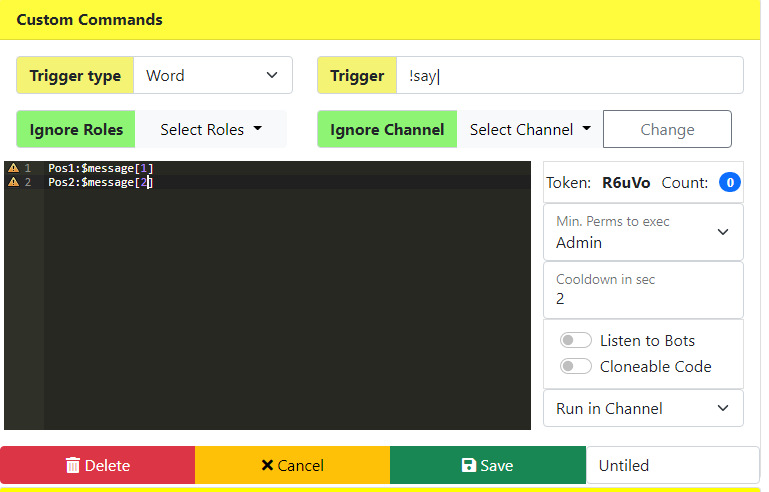 Custom Commands
Trigger type Word Trigger !say
Ignore Roles Select Roles Ignore Channel Select Channel Change
1 Pos1:$message[1]
2 Pos2:$message[2]
Token: R6uVo Count: 0
Min. Perms to exec
Admin
Cooldown in sec
2
Listen to Bots
Cloneable Code
Run in Channel
Delete Cancel Save Untiled